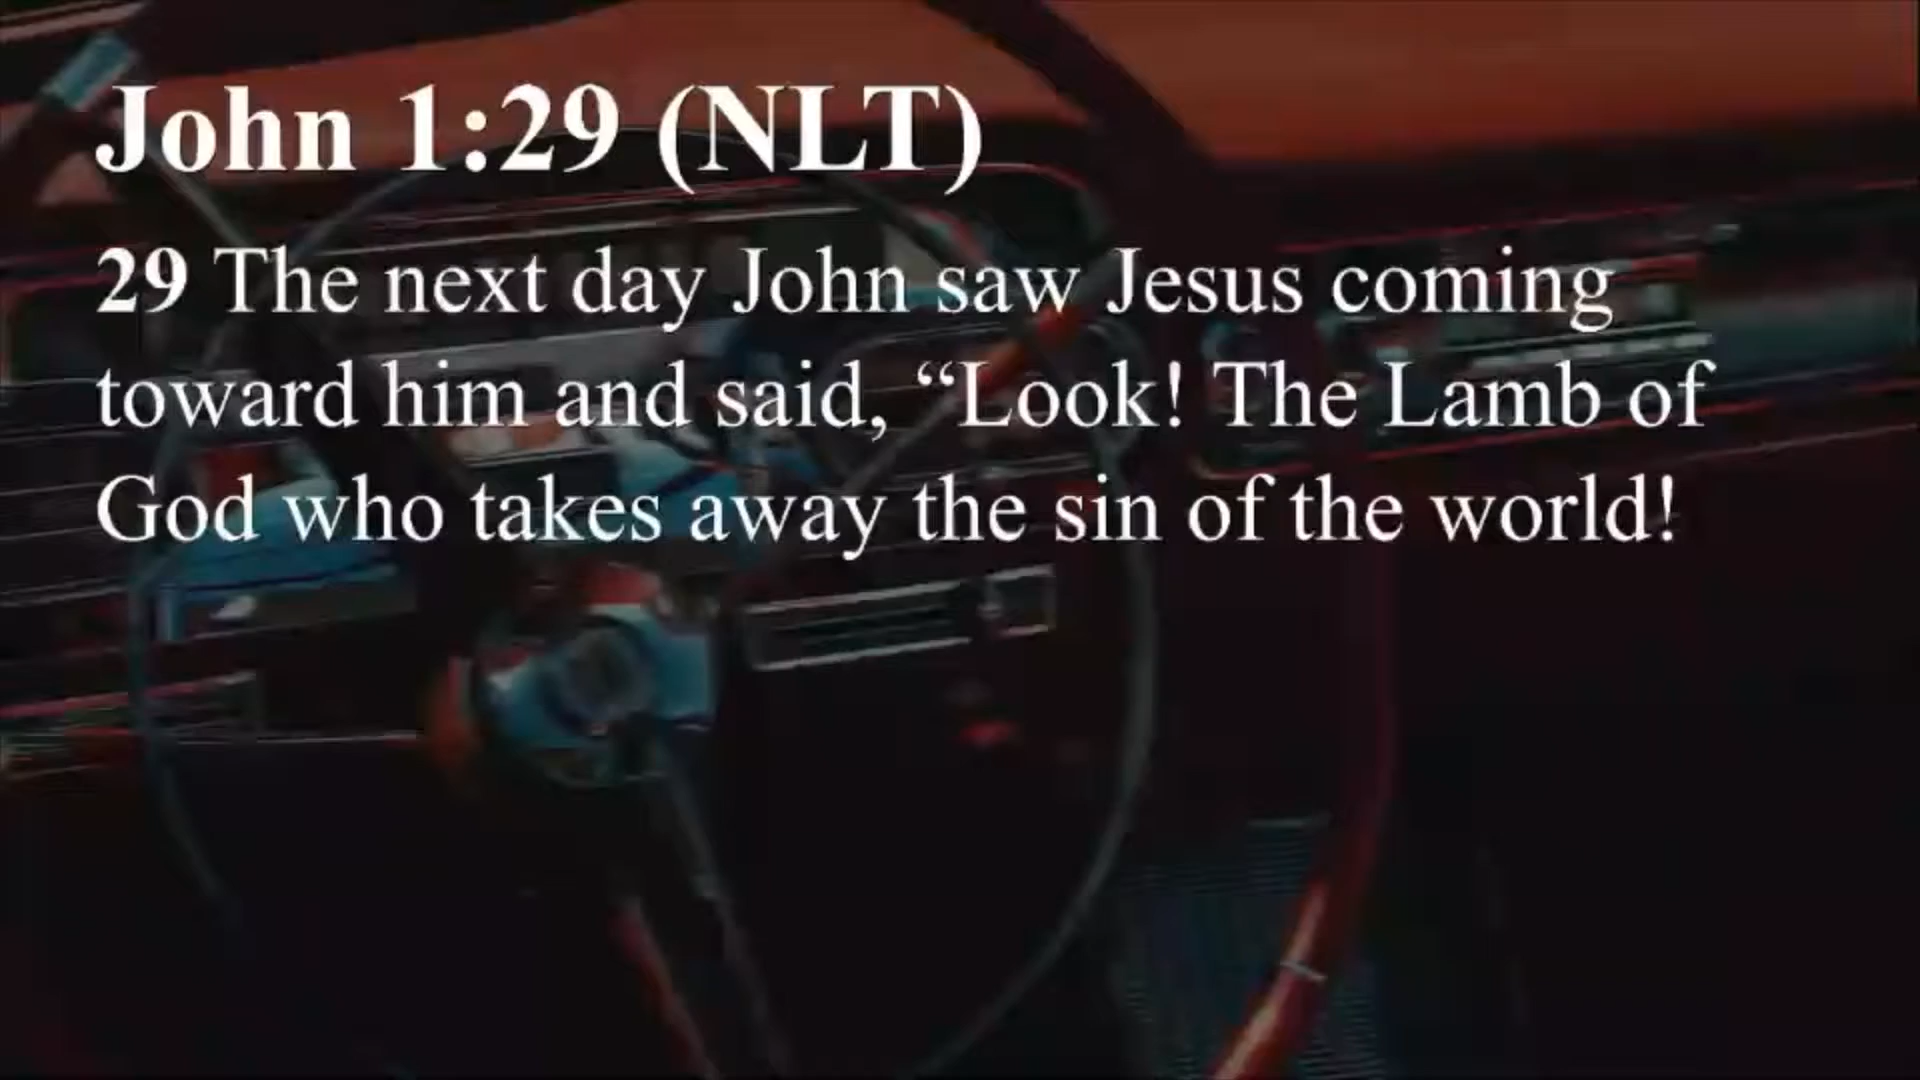 John 1:29 (NLT)
29 The next day John saw Jesus coming
toward him and said, “Look! The Lamb of
God who takes away the sin of the world!